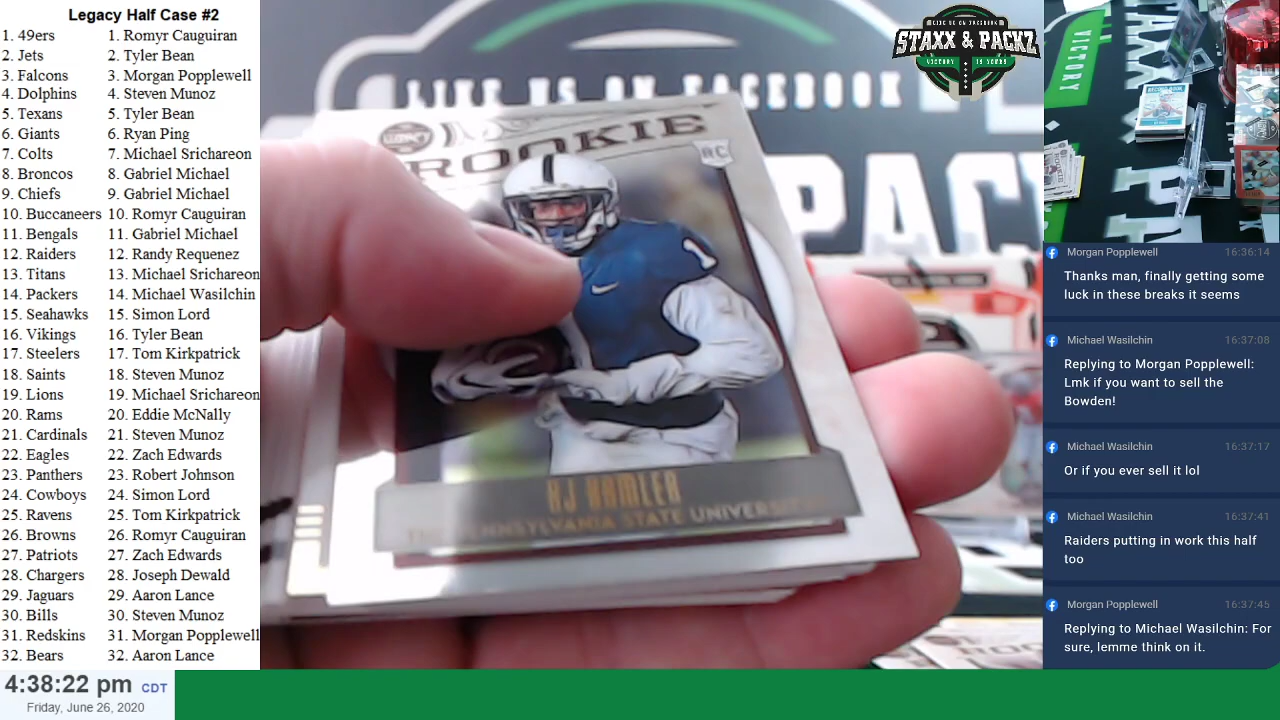 Legacy Half Case #2
1. 49ers 1. Romyr Cauguiran
2. Jets 2. Tyler Bean
3. Falcons 3. Morgan Popplewell
4. Dolphins 4. Steven Munoz
5. Texans 5. Tyler Bean
6. Giants 6. Ryan Ping
7. Colts 7. Michael Srichareon
8. Broncos 8. Gabriel Michael
9. Chiefs 9. Gabriel Michael
10. Buccaneers 10. Romyr Cauguiran
11. Bengals 11. Gabriel Michael
12. Raiders 12. Randy Requenez
13. Titans 13. Michael Srichareon
14. Packers 14. Michael Wasilchin
15. Seahawks 15. Simon Lord
16. Vikings 16. Tyler Bean
17. Steelers 17. Tom Kirkpatrick
18. Saints 18. Steven Munoz
19. Lions 19. Michael Srichareon
20. Rams 20. Eddie McNally
21. Cardinals 21. Steven Munoz
22. Eagles 22. Zach Edwards
23. Panthers 23. Robert Johnson
24. Cowboys 24. Simon Lord
25. Ravens 25. Tom Kirkpatrick
26. Browns 26. Romyr Cauguiran
27. Patriots 27. Zach Edwards
28. Chargers 28. Joseph Dewald
29. Jaguars 29. Aaron Lance
30. Bills 30. Steven Munoz
31. Redskins 31. Morgan Popplewell
32. Bears 32. Aaron Lance
4:38:22 pm CDT
Friday, June 26, 2020
LIKE US ON FACEBOOK
PAC
ROOKIE
RC
1
KJ HAMLER
PENNSYLVANIA STATE UNIVERSITY
LIKE US ON FACEBOOK
STAXX & PACKZ
VICTORY IS YOURS
VICTORY
Morgan Popplewell 16:36:14
Thanks man, finally getting some
luck in these breaks it seems
Michael Wasilchin 16:37:08
Replying to Morgan Popplewell:
Lmk if you want to sell the
Bowden!
Michael Wasilchin 16:37:17
Or if you ever sell it lol
Michael Wasilchin 16:37:41
Raiders putting in work this half
too
Morgan Popplewell 16:37:45
Replying to Michael Wasilchin: For
sure, lemme think on it.